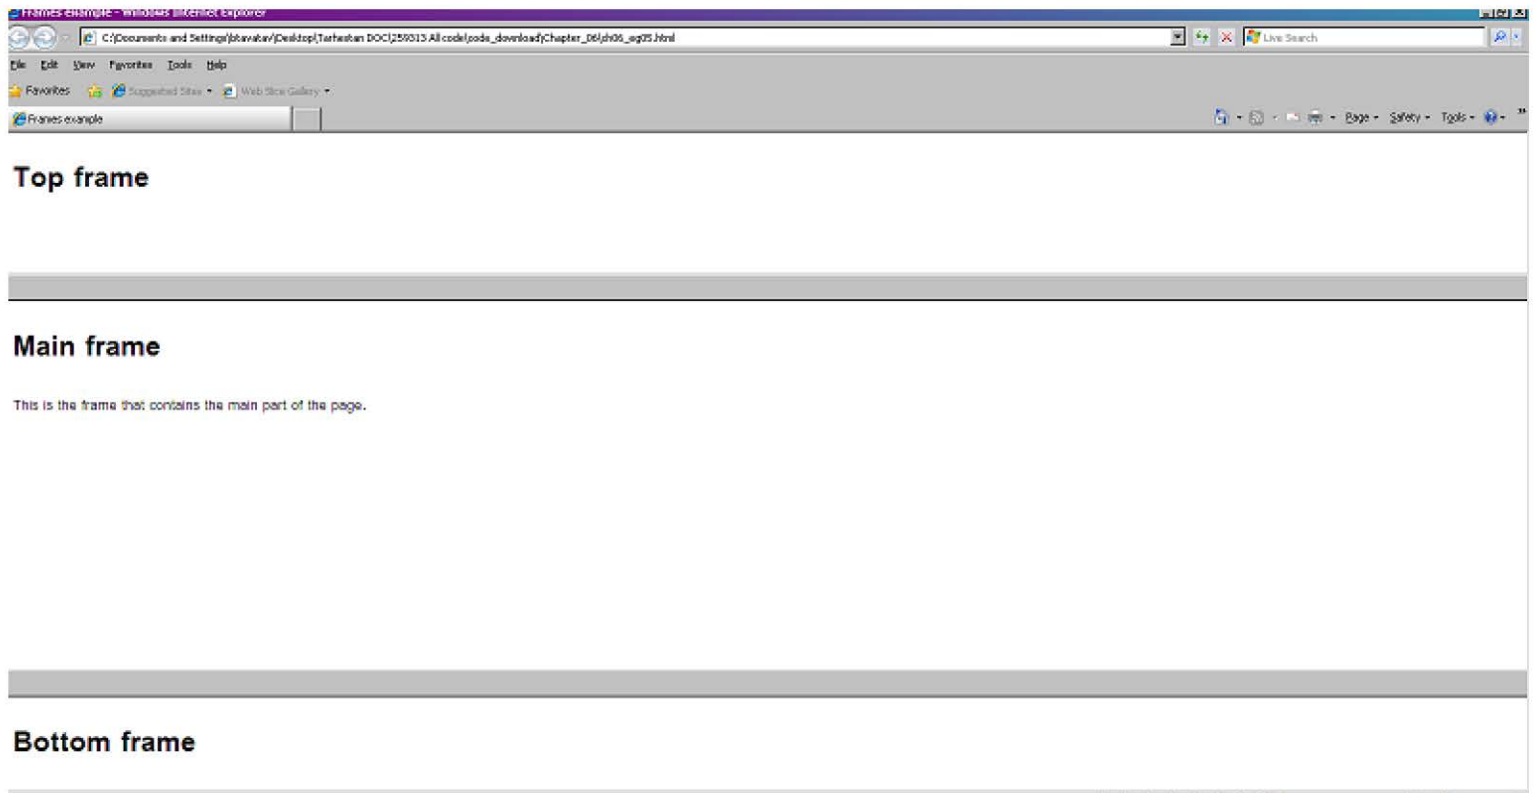 Frames example - Windows Internet Explorer
C:\Documents and Settings\btavatav\Desktop\Tarhestan DOC\259313 All code\code_download\Chapter_06\ch06_eg05.html
Live Search
File Edit View Favorites Tools Help
Favorites Suggested Sites Web Slice Gallery
Frames example
Page Safety Tools
Top frame
Main frame
This is the frame that contains the main part of the page.
Bottom frame